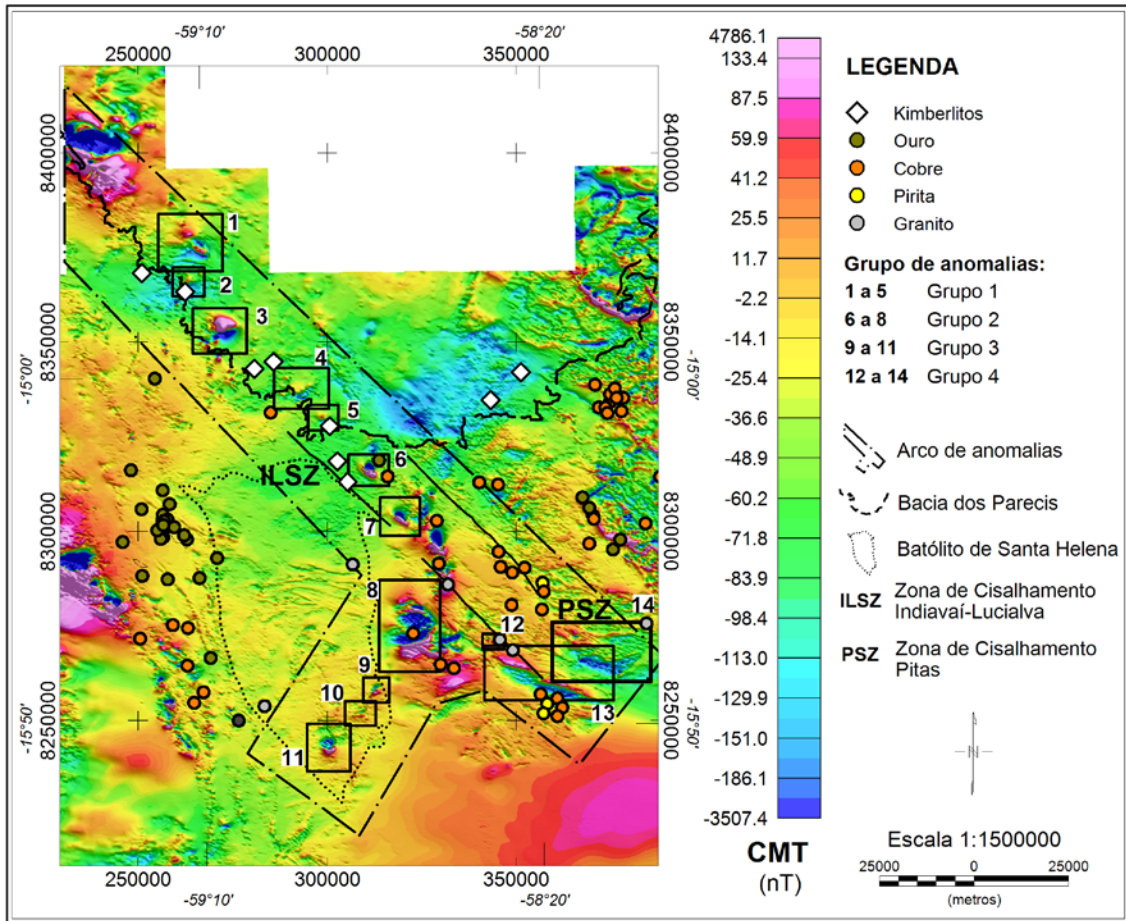 -59°10'
-58°20'
250000
300000
350000
8400000
8400000
8350000
8350000
-15°00'
-15°00'
8300000
8300000
8250000
8250000
-15°50'
-15°50'
1
2
3
4
5
6
7
8
9
10
11
12
13
14
ILSZ
PSZ
250000
300000
350000
-59°10'
-58°20'
4786.1
133.4
87.5
59.9
41.2
25.5
11.7
-2.2
-14.1
-25.4
-36.6
-48.9
-60.2
-71.8
-83.9
-98.4
-113.0
-129.9
-151.0
-186.1
-3507.4
CMT
(nT)
LEGENDA
Kimberlitos
Ouro
Cobre
Pirita
Granito
Grupo de anomalias:
1 a 5 Grupo 1
6 a 8 Grupo 2
9 a 11 Grupo 3
12 a 14 Grupo 4
Arco de anomalias
Bacia dos Parecis
Batólito de Santa Helena
ILSZ Zona de Cisalhamento
Indiavaí-Lucialva
PSZ Zona de Cisalhamento
Pitas
Escala 1:1500000
25000 0 25000
(metros)